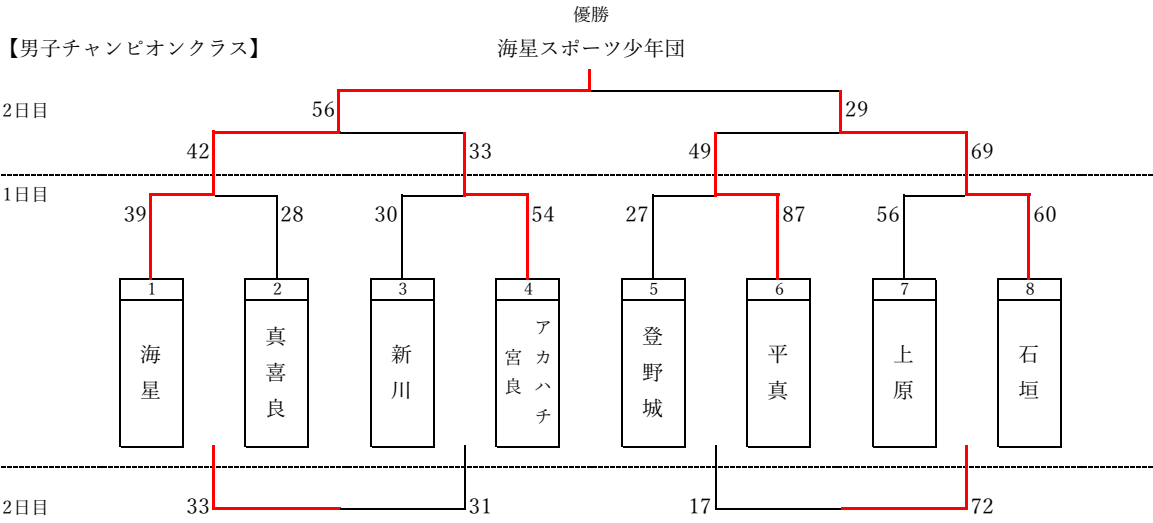 優勝
【男子チャンピオンクラス】 海星スポーツ少年団
2日目 56 29
42 33 49 69
1日目
39 28 30 54 27 87 56 60
1 2 3 4 5 6 7 8
海星
真喜良
新川
アカハチ
宮良
登野城
平真
上原
石垣
2日目 33 31 17 72